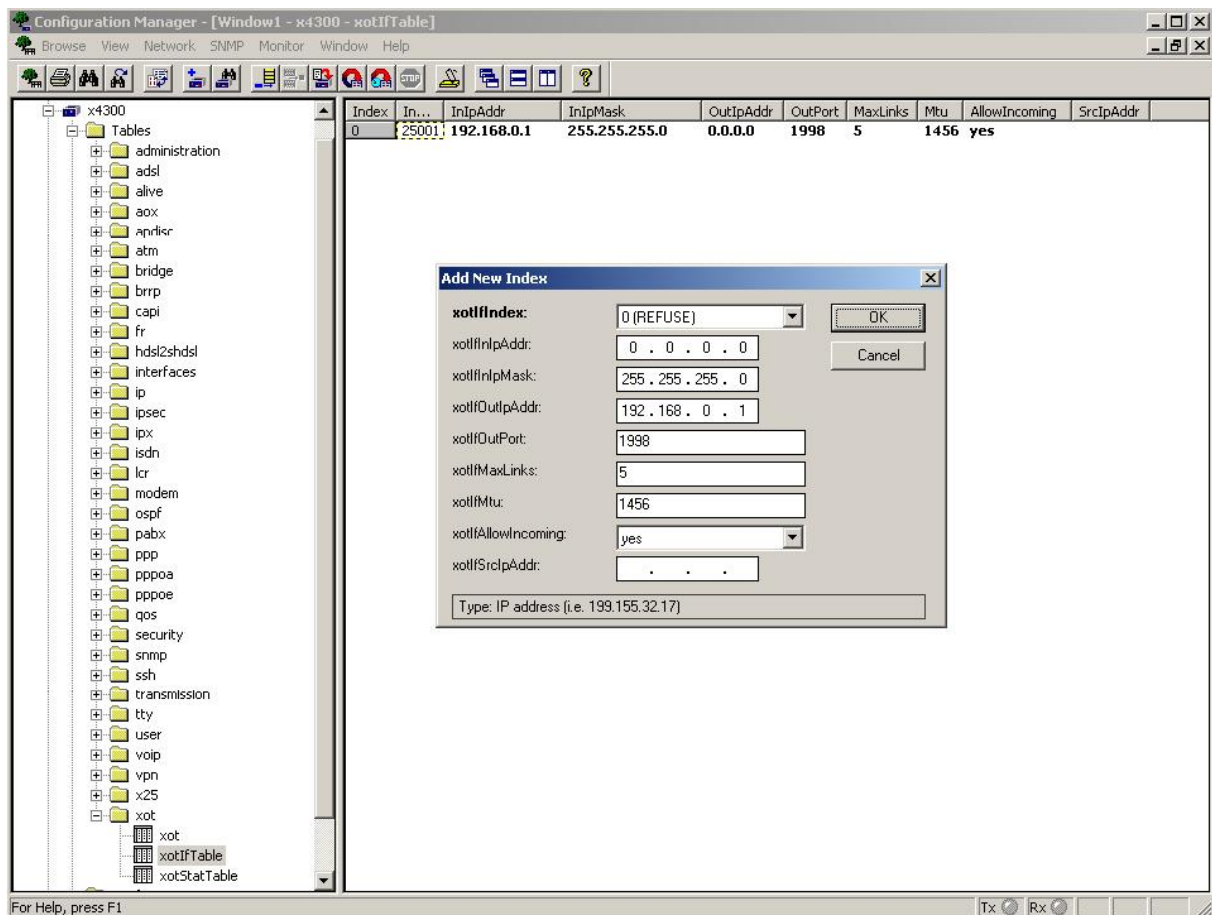 Configuration Manager - [Window1 - x4300 - xotIfTable]
Browse View Network SNMP Monitor Window Help
STOP
x4300
Tables
administration
adsl
alive
aox
apdisc
atm
bridge
brrp
capi
fr
hdsl2shdsl
interfaces
ip
ipsec
ipx
isdn
lcr
modem
ospf
pabx
ppp
pppoa
pppoe
qos
security
snmp
ssh
transmission
tty
user
voip
vpn
x25
xot
xot
xotIfTable
xotStatTable
Index In... InIpAddr InIpMask OutIpAddr OutPort MaxLinks Mtu AllowIncoming SrcIpAddr
0 25001 192.168.0.1 255.255.255.0 0.0.0.0 1998 5 1456 yes
Add New Index
xotIfIndex: 0 (REFUSE) OK
xotIfInIpAddr: 0 . 0 . 0 . 0 Cancel
xotIfInIpMask: 255 . 255 . 255 . 0
xotIfOutIpAddr: 192 . 168 . 0 . 1
xotIfOutPort: 1998
xotIfMaxLinks: 5
xotIfMtu: 1456
xotIfAllowIncoming: yes
xotIfSrcIpAddr: . . .
Type: IP address (i.e. 199.155.32.17)
For Help, press F1 Tx Rx